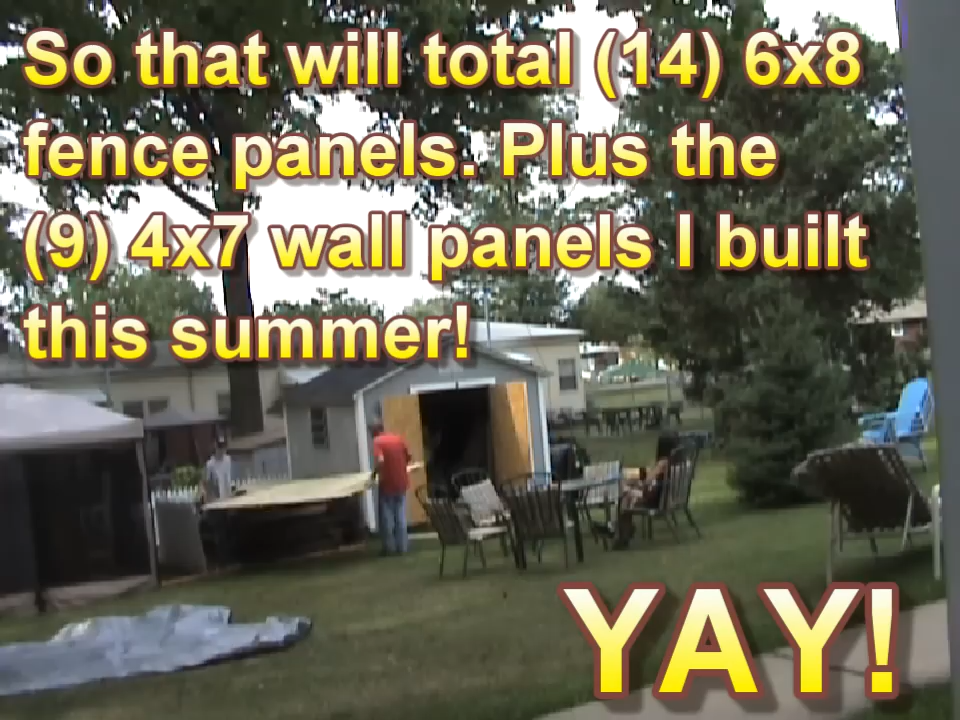 So that will total (14) 6x8
fence panels. Plus the
(9) 4x7 wall panels I built
this summer!
YAY!